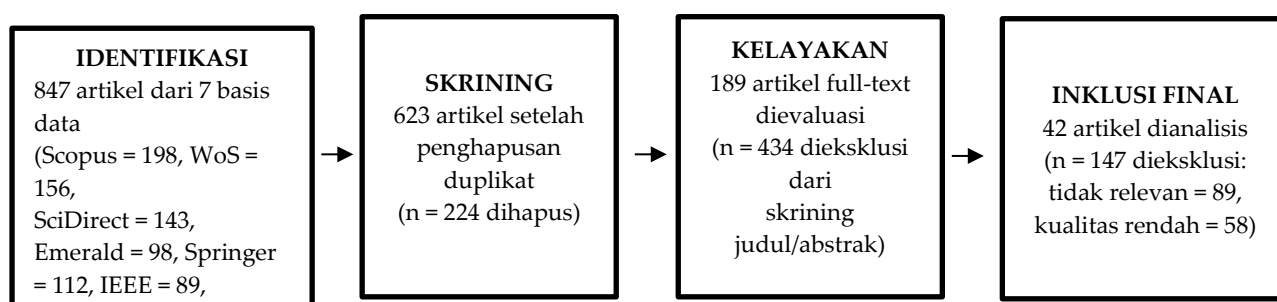 IDENTIFIKASI
847 artikel dari 7 basis
data
(Scopus = 198, WoS =
156,
SciDirect = 143,
Emerald = 98, Springer
= 112, IEEE = 89,
SKRINING
623 artikel setelah
penghapusan
duplikat
(n = 224 dihapus)
KELAYAKAN
189 artikel full-text
dievaluasi
(n = 434 dieksklusi
dari
skrining
judul/abstrak)
INKLUSI FINAL
42 artikel dianalisis
(n = 147 dieksklusi:
tidak relevan = 89,
kualitas rendah = 58)